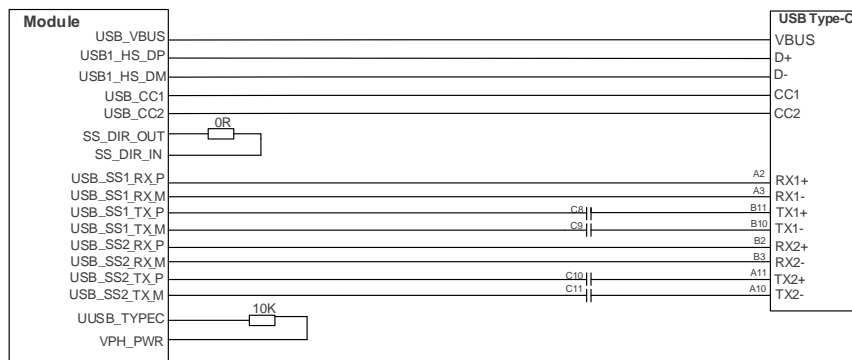 Module
USB Type-C
USB_VBUS
VBUS
USB1_HS_DP
D+
USB1_HS_DM
D-
USB_CC1
CC1
USB_CC2
CC2
0R
SS_DIR_OUT
SS_DIR_IN
USB_SS1_RX_P
A2
RX1+
USB_SS1_RX_M
A3
RX1-
USB_SS1_TX_P
C8
B11
TX1+
USB_SS1_TX_M
C9
B10
TX1-
USB_SS2_RX_P
B2
RX2+
USB_SS2_RX_M
B3
RX2-
USB_SS2_TX_P
C10
A11
TX2+
USB_SS2_TX_M
C11
A10
TX2-
10K
UUSB_TYPEC
VPH_PWR